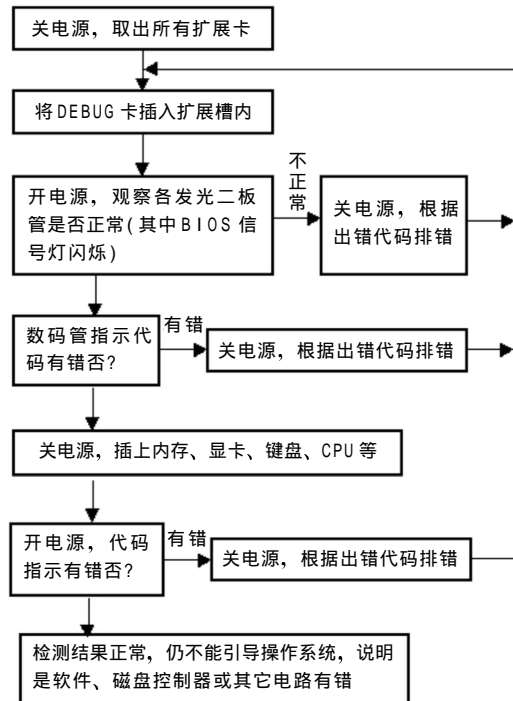 关电源，取出所有扩展卡
将DEBUG卡插入扩展槽内
开电源，观察各发光二板
管是否正常(其中BIOS信
号灯闪烁)
不正常
关电源，根据
出错代码排错
数码管指示代
码有错否?
有错
关电源，根据出错代码排错
关电源，插上内存、显卡、键盘、CPU等
开电源，代码
指示有错否?
有错
关电源，根据出错代码排错
检测结果正常，仍不能引导操作系统，说明
是软件、磁盘控制器或其它电路有错